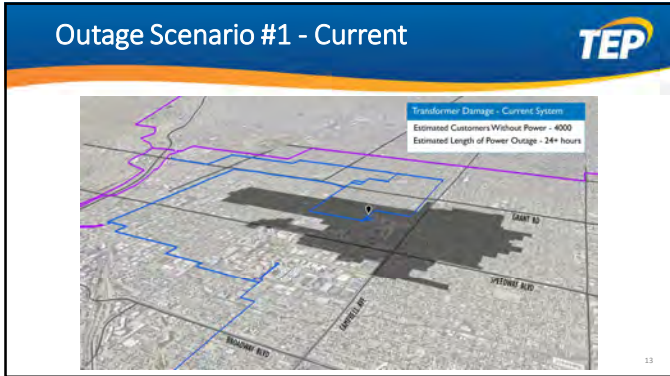 Outage Scenario #1 - Current
TEP
Transformer Damage - Current System
Estimated Customers Without Power - 4000
Estimated Length of Power Outage - 24+ hours
GRANT RD
SPEEDWAY BLVD
CAMPBELL AVE
BROADWAY BLVD
13